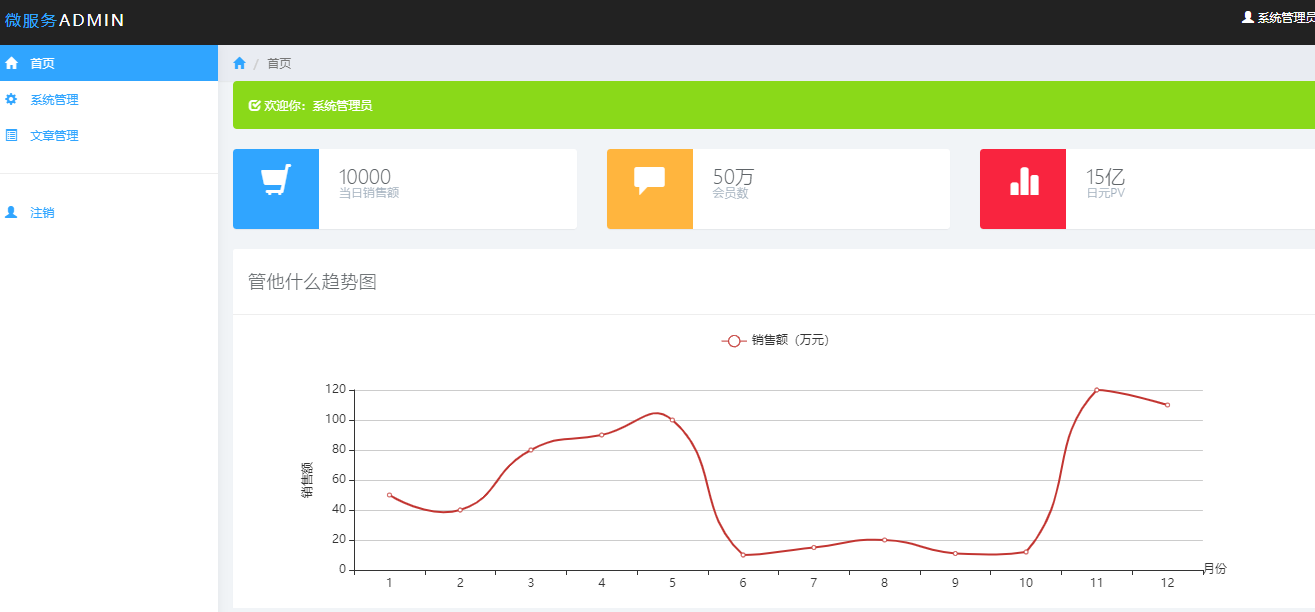 微服务ADMIN
系统管理员
首页
系统管理
文章管理
注销
/ 首页
欢迎你：系统管理员
10000
当日销售额
50万
会员数
15亿
日元PV
管他什么趋势图
销售额（万元）
120
100
80
60
40
20
0
销售额
1 2 3 4 5 6 7 8 9 10 11 12
月份